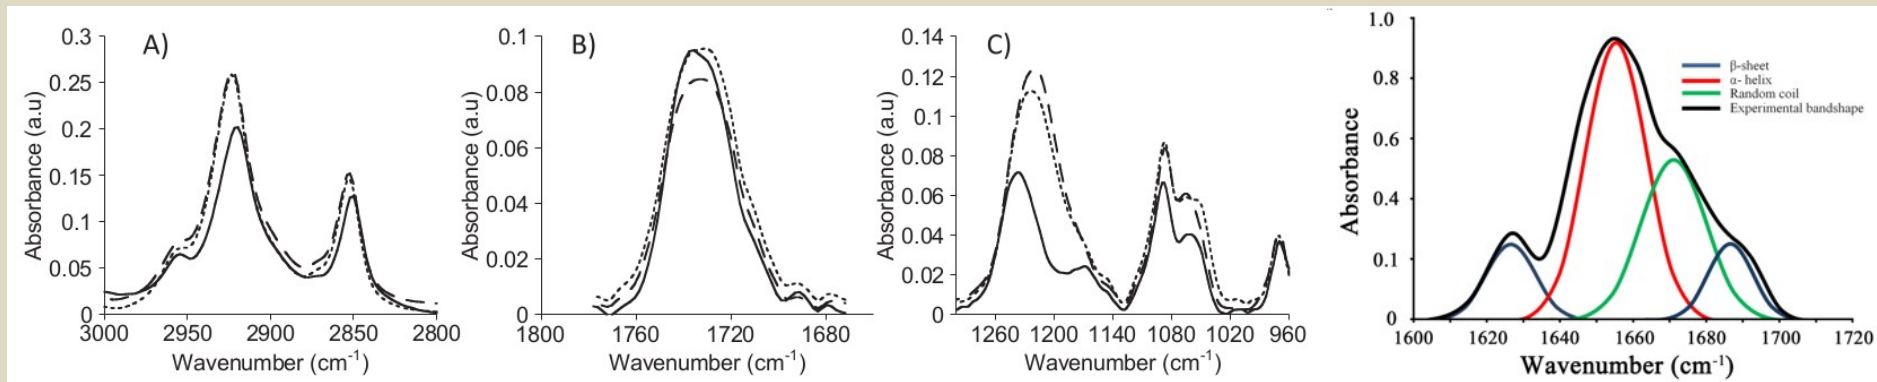 A)
0.3
0.25
0.2
0.15
0.1
0.05
0
Absorbance (a.u)
3000 2950 2900 2850 2800
Wavenumber (cm-1)
B)
0.1
0.08
0.06
0.04
0.02
0
Absorbance (a.u)
1800 1760 1720 1680
Wavenumber (cm-1)
C)
0.14
0.12
0.1
0.08
0.06
0.04
0.02
0
Absorbance (a.u)
1260 1200 1140 1080 1020 960
Wavenumber (cm-1)
1.0
0.8
0.6
0.4
0.1
0
Absorbance
β-sheet
α- helix
Random coil
Experimental bandshape
1600 1620 1640 1660 1680 1700 1720
Wavenumber (cm-1)